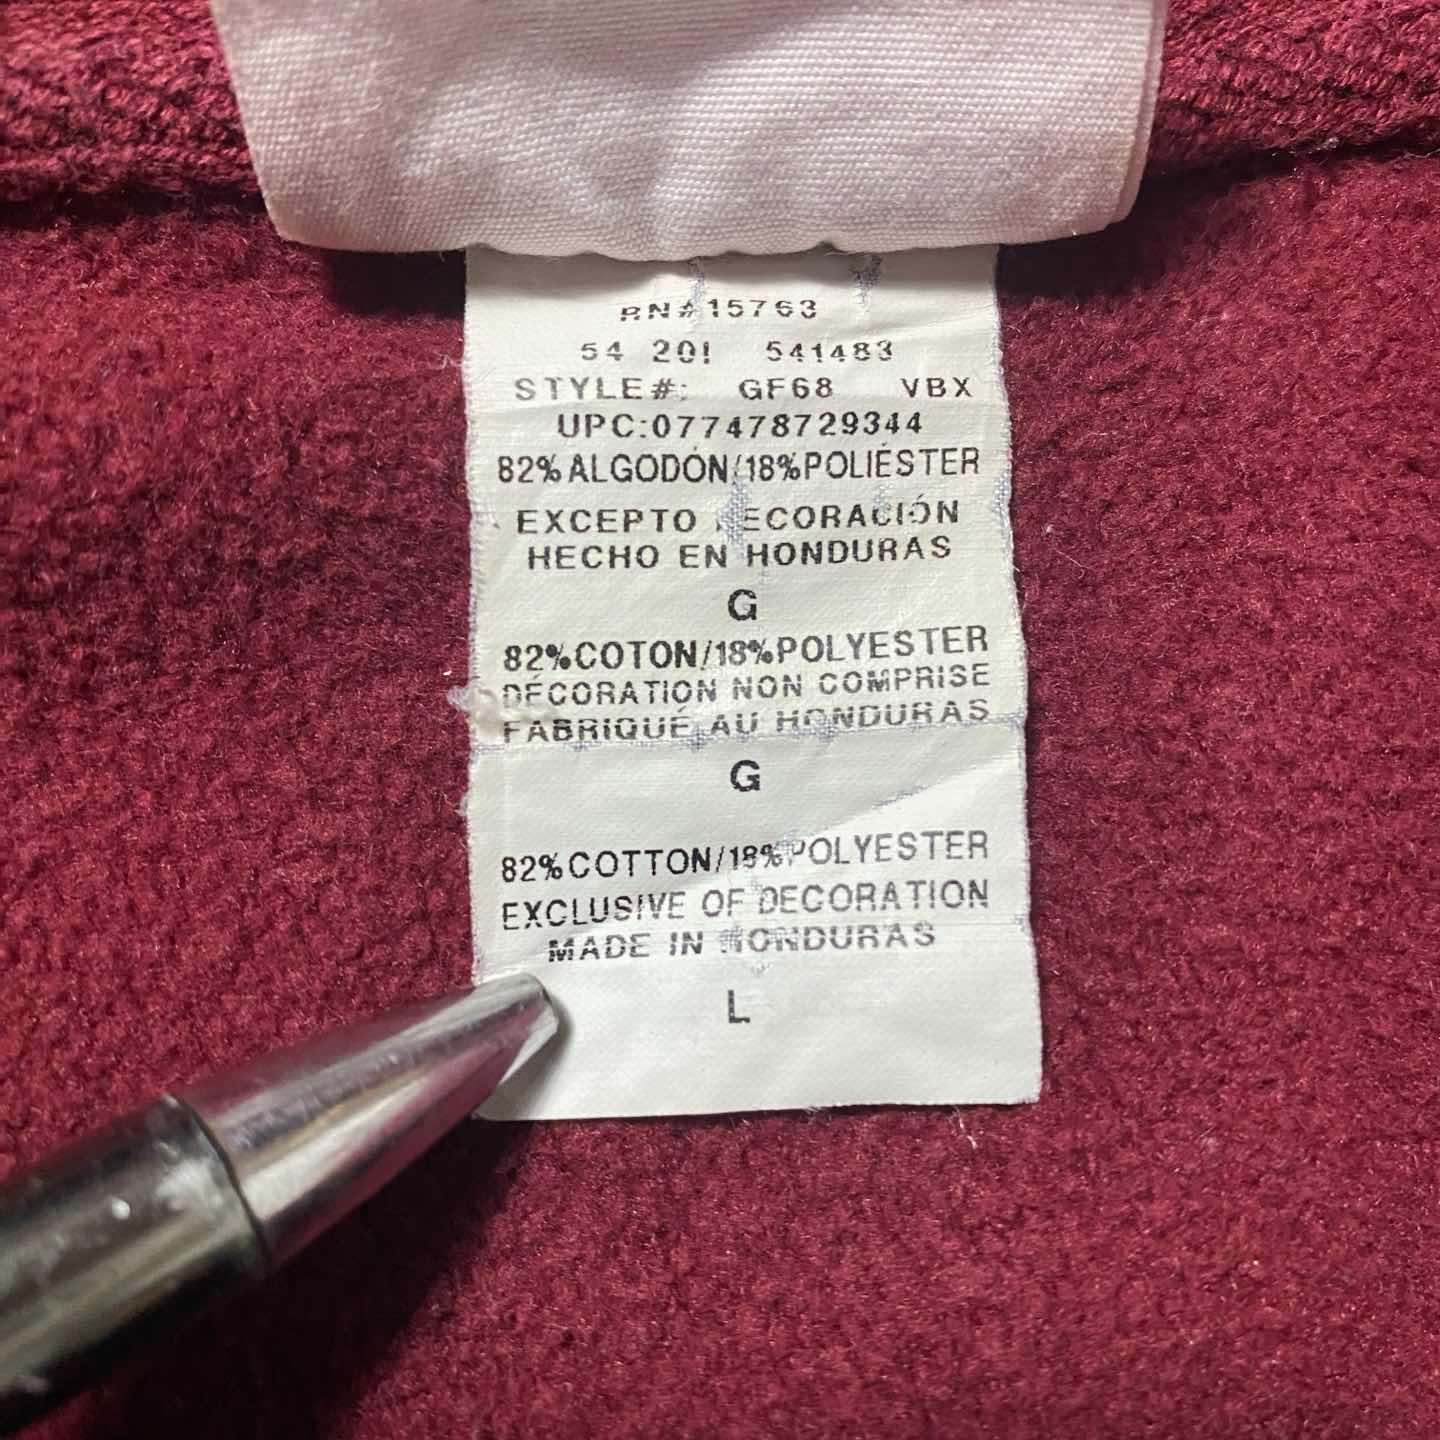 RN#15763
54 20! 541483
STYLE#: GF68 VBX
UPC:077478729344
82%ALGODÓN/18%POLIÉSTER
EXCEPTO DECORACIÓN
HECHO EN HONDURAS
G
82%COTON/18%POLYESTER
DÉCORATION NON COMPRISE
FABRIQUÉ AU HONDURAS
G
82%COTTON/18%POLYESTER
EXCLUSIVE OF DECORATION
MADE IN HONDURAS
L